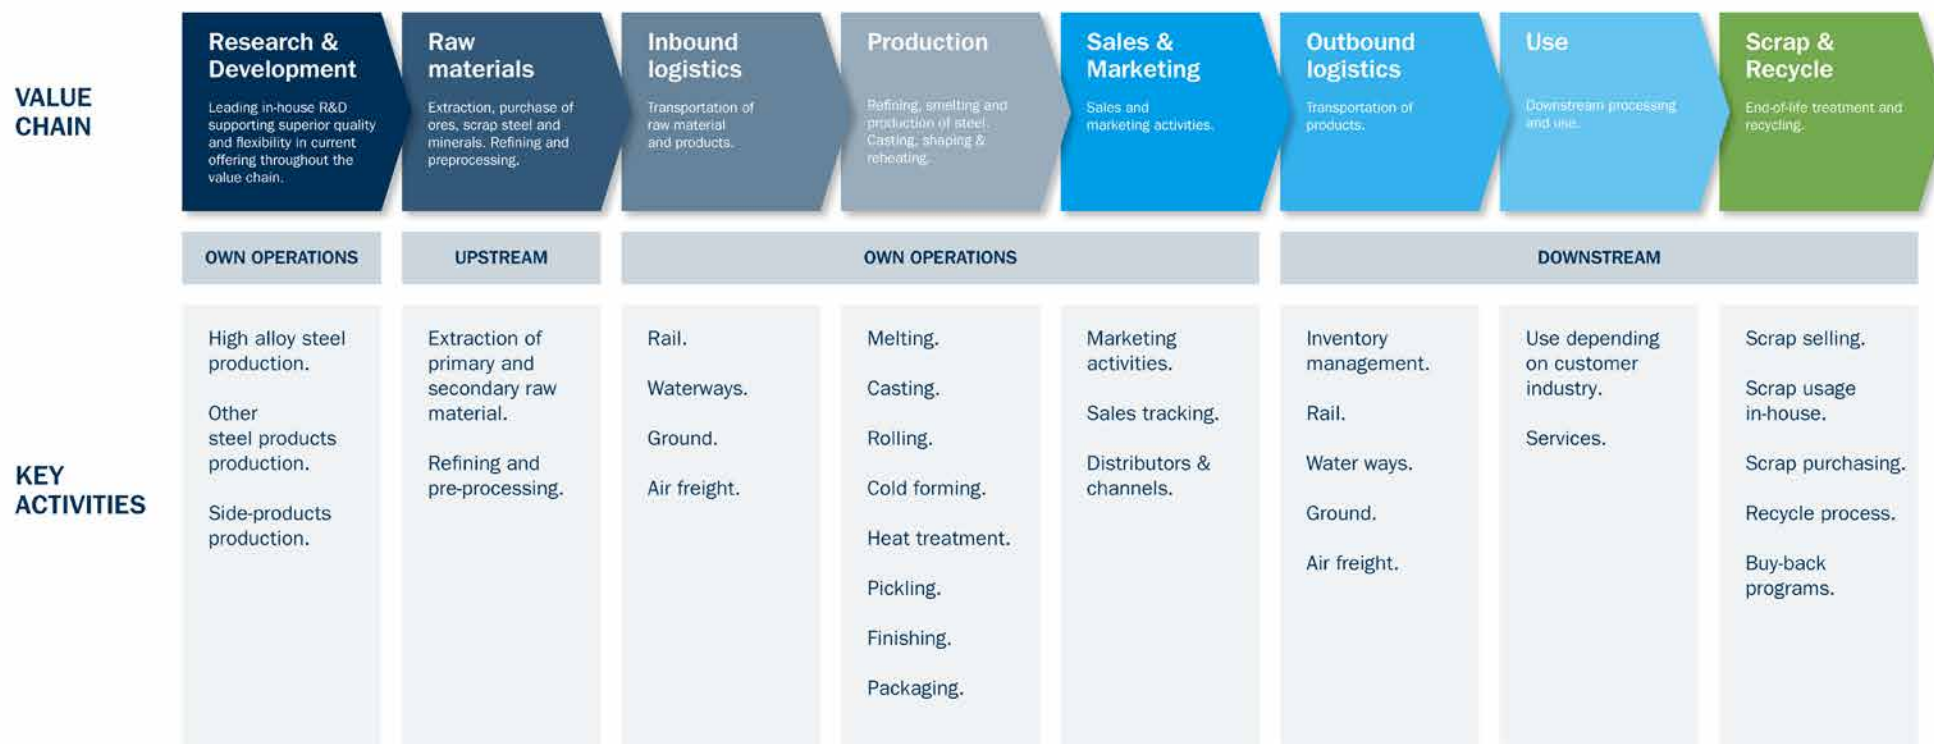 VALUE
CHAIN
Research &
Development
Leading in-house R&D
supporting superior quality
and flexibility in current
offering throughout the
value chain.
Raw
materials
Extraction, purchase of
ores, scrap steel and
minerals. Refining and
preprocessing.
Inbound
logistics
Transportation of
raw material
and products.
Production
Refining, smelting and
production of steel.
Casting, shaping &
reheating.
Sales &
Marketing
Sales and
marketing activities.
Outbound
logistics
Transportation of
products.
Use
Downstream processing
and use.
Scrap &
Recycle
End-of-life treatment and
recycling.
OWN OPERATIONS
UPSTREAM
OWN OPERATIONS
DOWNSTREAM
KEY
ACTIVITIES
High alloy steel
production.
Other
steel products
production.
Side-products
production.
Extraction of
primary and
secondary raw
material.
Refining and
pre-processing.
Rail.
Waterways.
Ground.
Air freight.
Melting.
Casting.
Rolling.
Cold forming.
Heat treatment.
Pickling.
Finishing.
Packaging.
Marketing
activities.
Sales tracking.
Distributors &
channels.
Inventory
management.
Rail.
Water ways.
Ground.
Air freight.
Use depending
on customer
industry.
Services.
Scrap selling.
Scrap usage
in-house.
Scrap purchasing.
Recycle process.
Buy-back
programs.